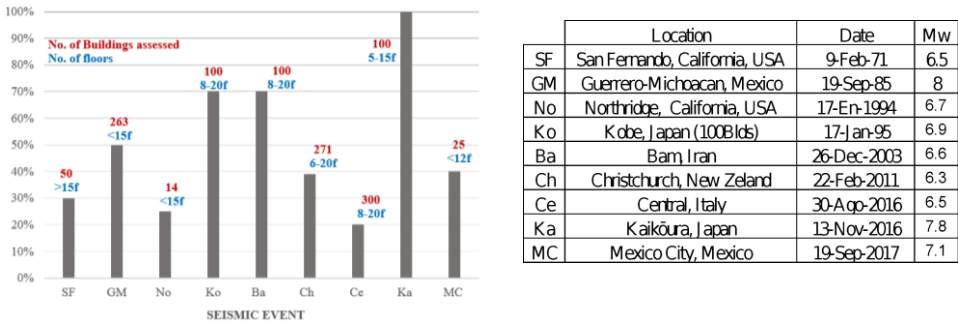 100%
90%
80%
70%
60%
50%
40%
30%
20%
10%
0%
No. of Buildings assessed
No. of floors
50
>15f
263
<15f
14
<15f
100
8-20f
100
8-20f
271
6-20f
300
8-20f
100
5-15f
25
<12f
SF GM No Ko Ba Ch Ce Ka MC
SEISMIC EVENT
Location Date Mw
SF San Fernando, California, USA 9-Feb-71 6.5
GM Guerrero-Michoacan, Mexico 19-Sep-85 8
No Northridge, California, USA 17-En-1994 6.7
Ko Kobe, Japan (100Blds) 17-Jan-95 6.9
Ba Bam, Iran 26-Dec-2003 6.6
Ch Christchurch, New Zeland 22-Feb-2011 6.3
Ce Central, Italy 30-Ago-2016 6.5
Ka Kaikōura, Japan 13-Nov-2016 7.8
MC Mexico City, Mexico 19-Sep-2017 7.1